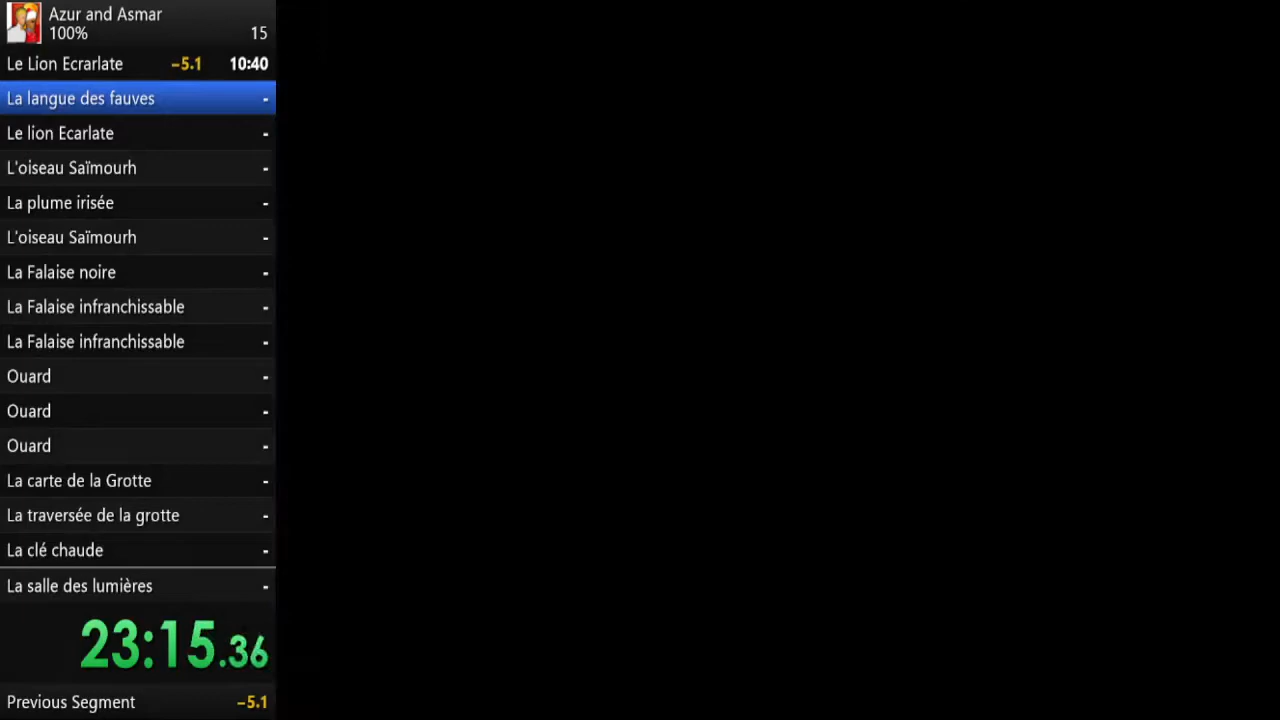 Azur and Asmar
100% 15
Le Lion Ecrarlate −5.1 10:40
La langue des fauves -
Le lion Ecarlate -
L'oiseau Saïmourh -
La plume irisée -
L'oiseau Saïmourh -
La Falaise noire -
La Falaise infranchissable -
La Falaise infranchissable -
Ouard -
Ouard -
Ouard -
La carte de la Grotte -
La traversée de la grotte -
La clé chaude -
La salle des lumières -
23:15.36
Previous Segment −5.1